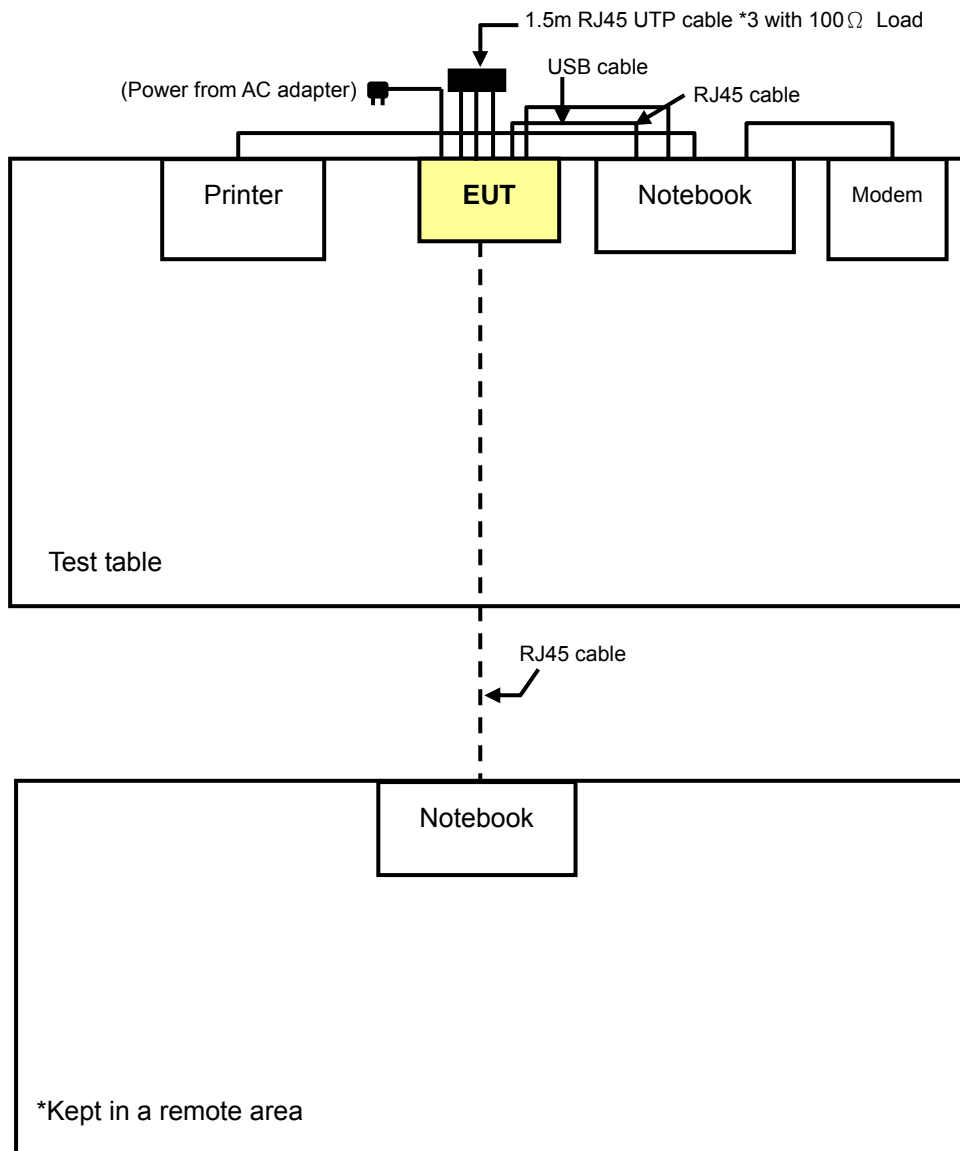 1.5m RJ45 UTP cable *3 with 100Ω Load
USB cable
(Power from AC adapter)
RJ45 cable
Printer
EUT
Notebook
Modem
Test table
RJ45 cable
Notebook
*Kept in a remote area